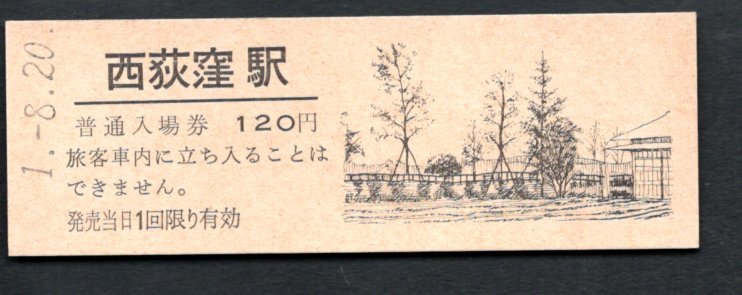 1.-8.20.
西荻窪駅
普通入場券 120円
旅客車内に立ち入ることは
できません。
発売当日1回限り有効